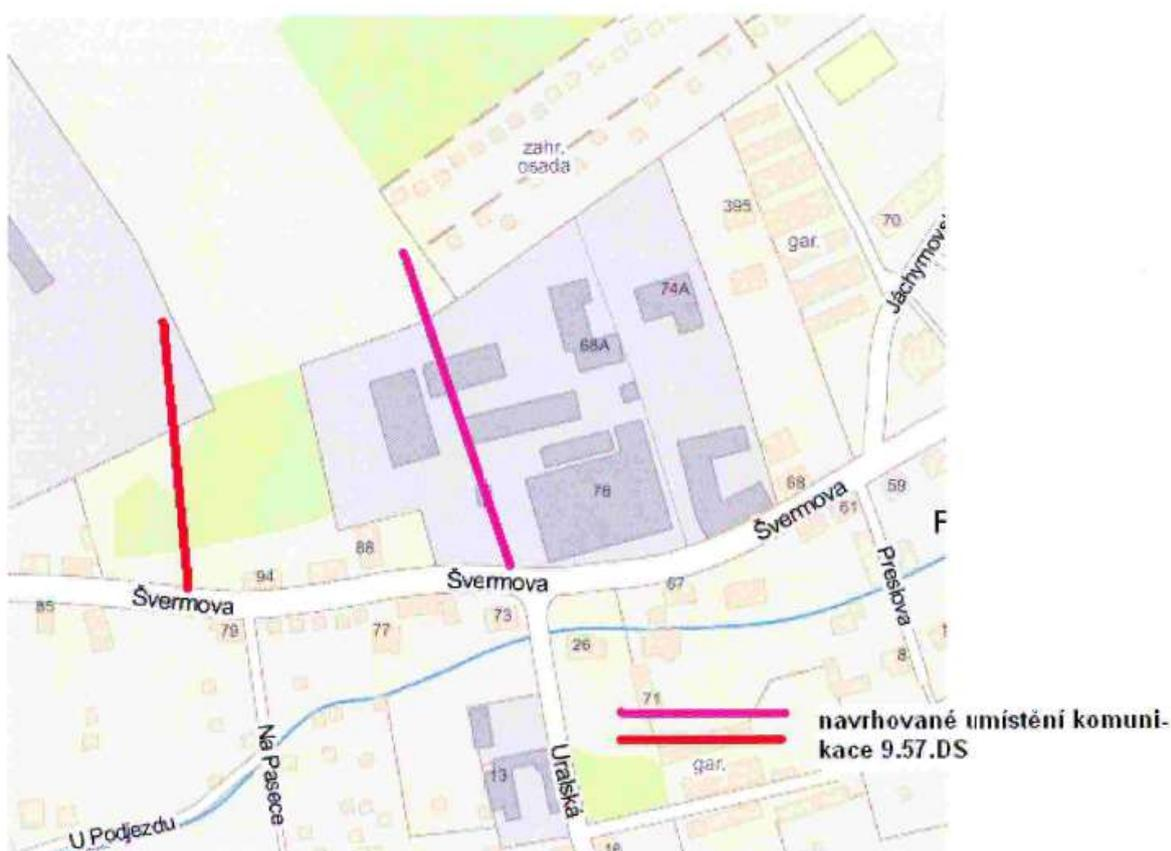 zahr.
osada
395
gar.
70
Jáchymovs
74A
68A
76
68
59
61
Švermova
F
Preslova
88
94
Švermova
Švermova
85
79
77
73
67
26
8
71
navrhované umístění komuni-
kace 9.57.DS
gar.
13
Uralská
Na Pasece
U Podjezdu
16